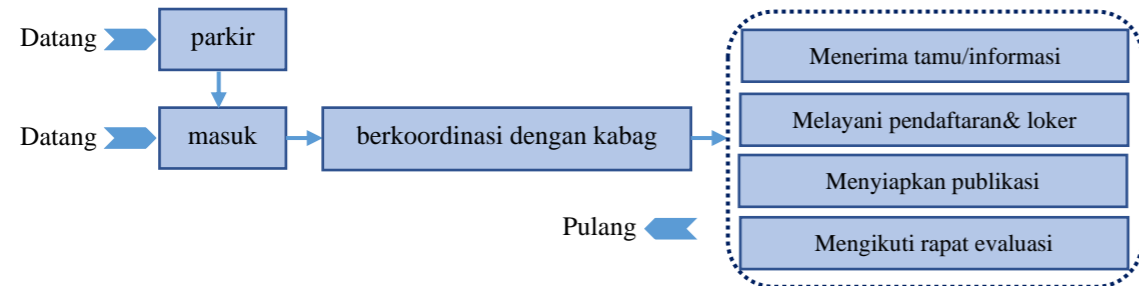 Datang
parkir
Datang
masuk
berkoordinasi dengan kabag
Menerima tamu/informasi
Melayani pendaftaran& loker
Menyiapkan publikasi
Mengikuti rapat evaluasi
Pulang